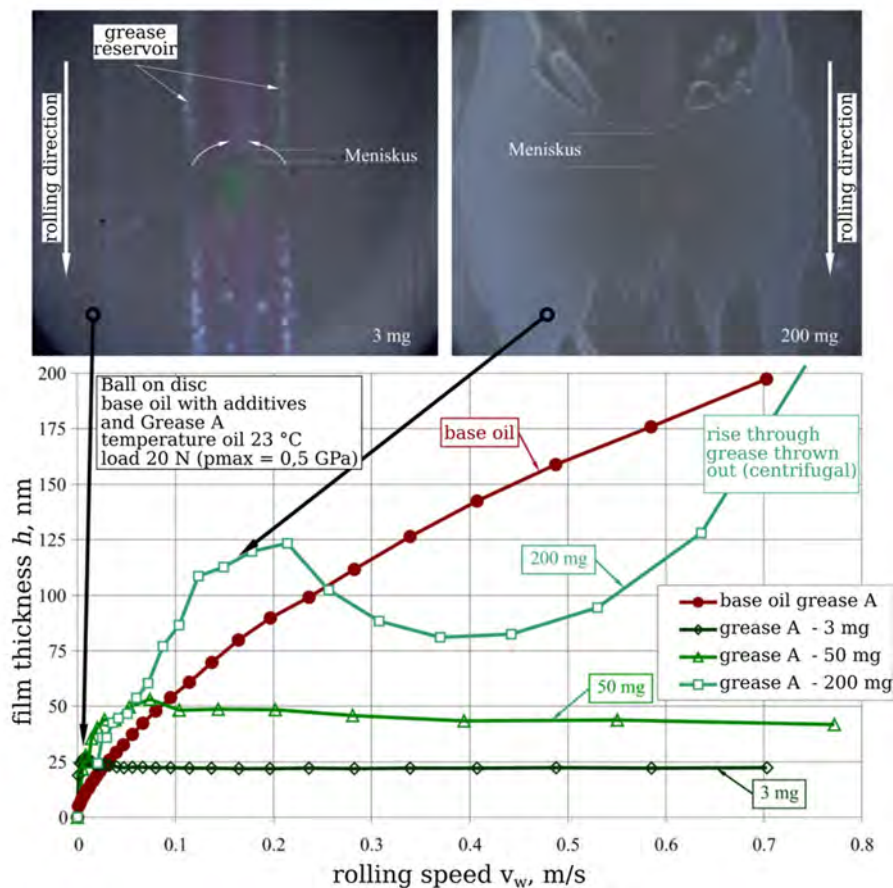 grease
reservoir
rolling direction
Meniskus
3 mg
Meniskus
rolling direction
200 mg
Ball on disc
base oil with additives
and Grease A
temperature oil 23 °C
load 20 N (pmax = 0,5 GPa)
base oil
rise through
grease thrown
out (centrifugal)
200 mg
base oil grease A
grease A - 3 mg
grease A - 50 mg
grease A - 200 mg
50 mg
3 mg
film thickness h, nm
200
175
150
125
100
75
50
25
0
0 0.1 0.2 0.3 0.4 0.5 0.6 0.7 0.8
rolling speed vw, m/s